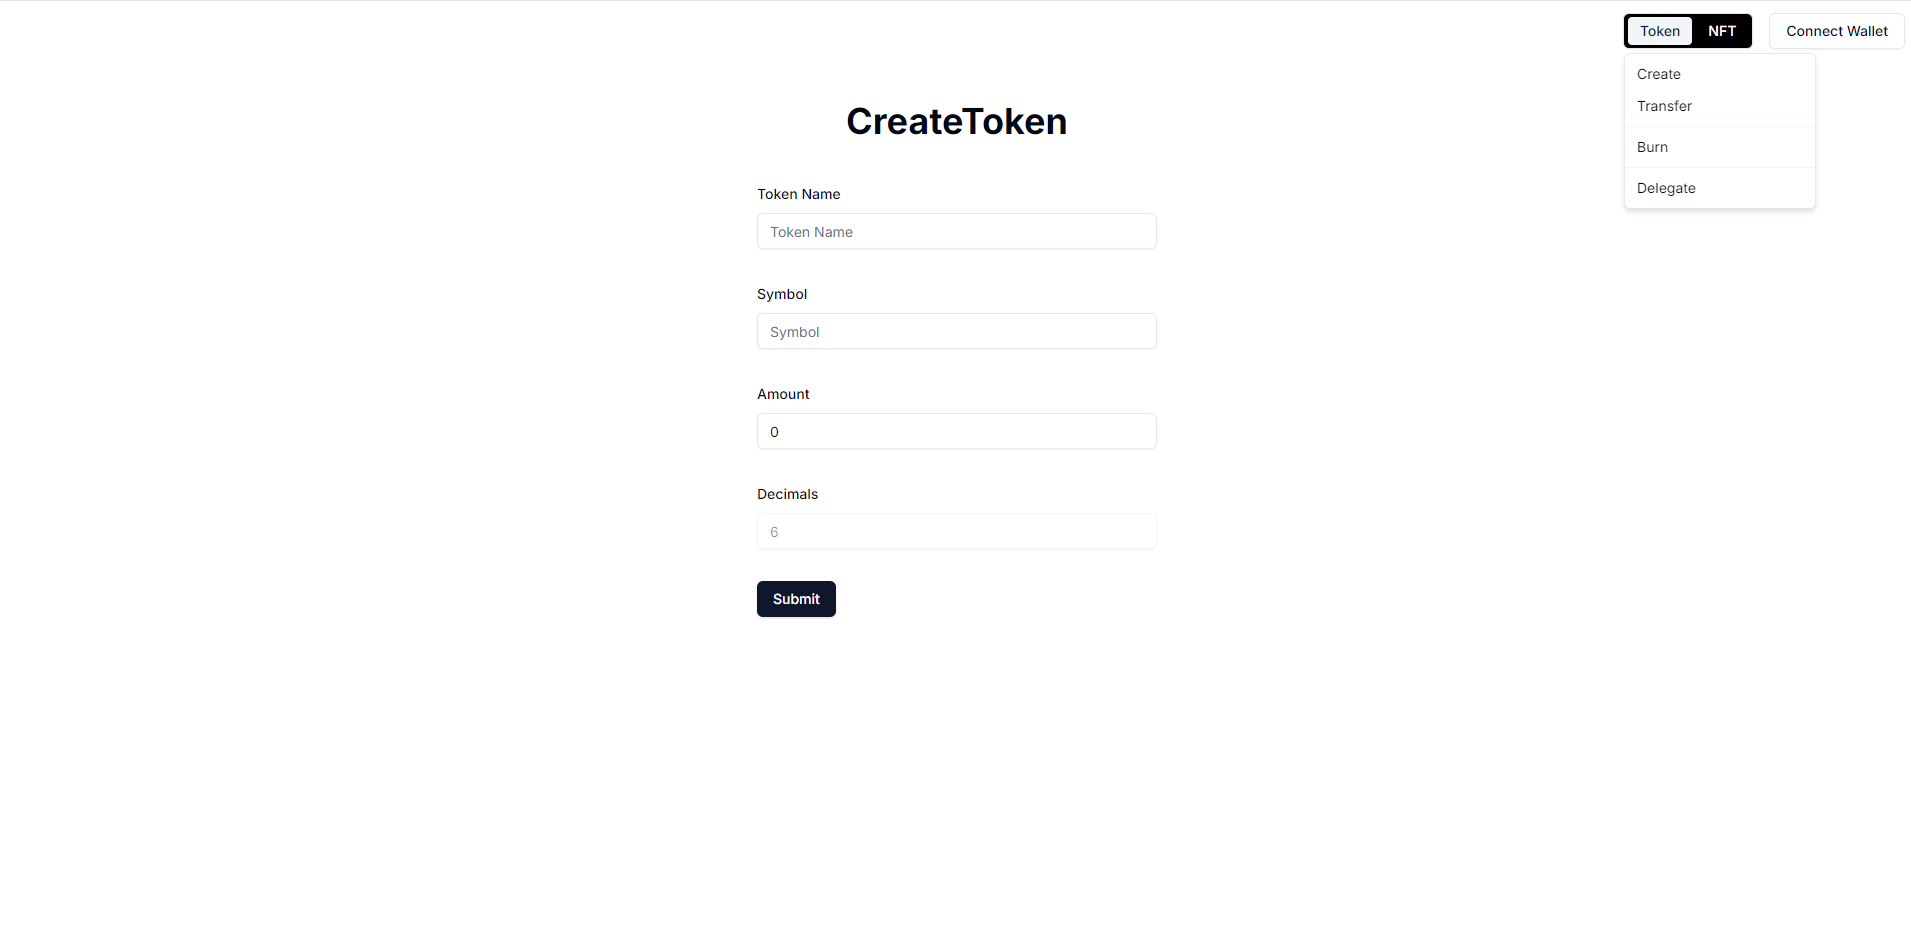 Token NFT Connect Wallet
Create
Transfer
Burn
Delegate
CreateToken
Token Name
Token Name
Symbol
Symbol
Amount
0
Decimals
6
Submit